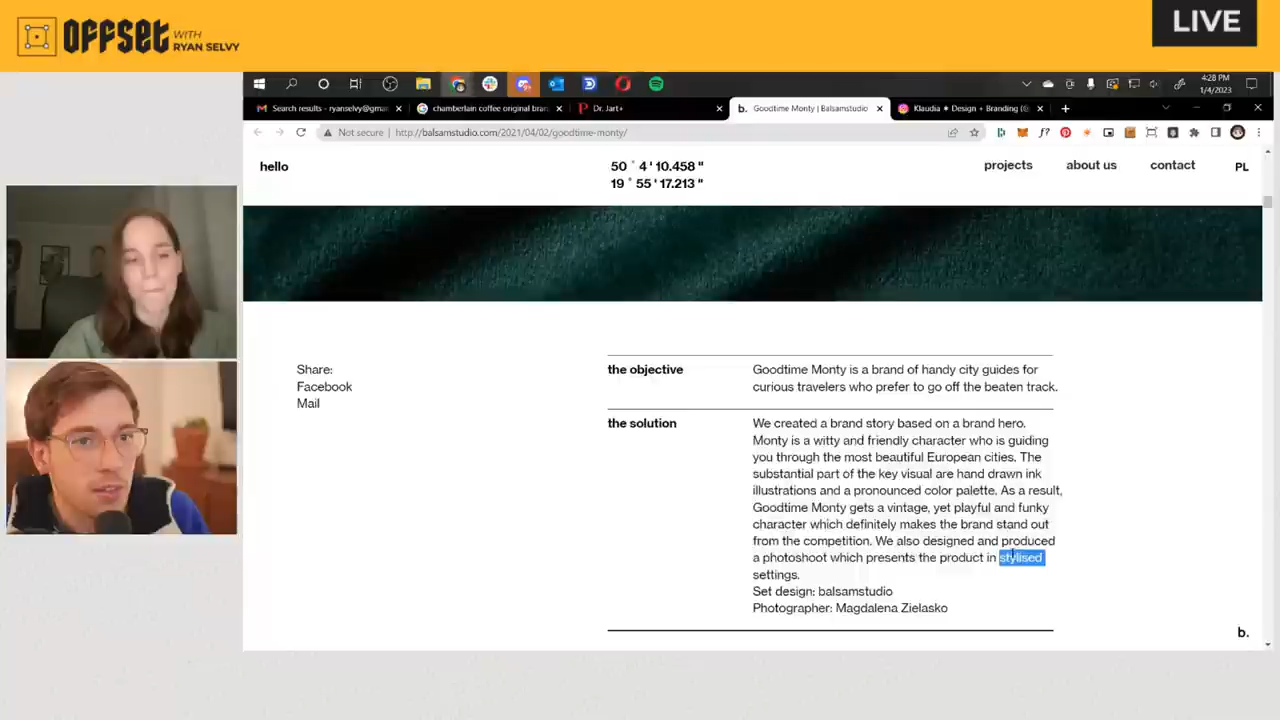 OFFSET WITH RYAN SELVY
LIVE
4:28 PM
1/4/2023
Search results - ryanselvy@gmai
chamberlain coffee original bran
Dr. Jart+
b. Goodtime Monty | Balsamstudio
Klaudia ✶ Design + Branding (@
Not secure | http://balsamstudio.com/2021/04/02/goodtime-monty/
hello
50 ° 4 ' 10.458 "
19 ° 55 ' 17.213 "
projects
about us
contact
PL
Share:
Facebook
Mail
the objective
Goodtime Monty is a brand of handy city guides for
curious travelers who prefer to go off the beaten track.
the solution
We created a brand story based on a brand hero.
Monty is a witty and friendly character who is guiding
you through the most beautiful European cities. The
substantial part of the key visual are hand drawn ink
illustrations and a pronounced color palette. As a result,
Goodtime Monty gets a vintage, yet playful and funky
character which definitely makes the brand stand out
from the competition. We also designed and produced
a photoshoot which presents the product in stylised
settings.
Set design: balsamstudio
Photographer: Magdalena Zielasko
b.